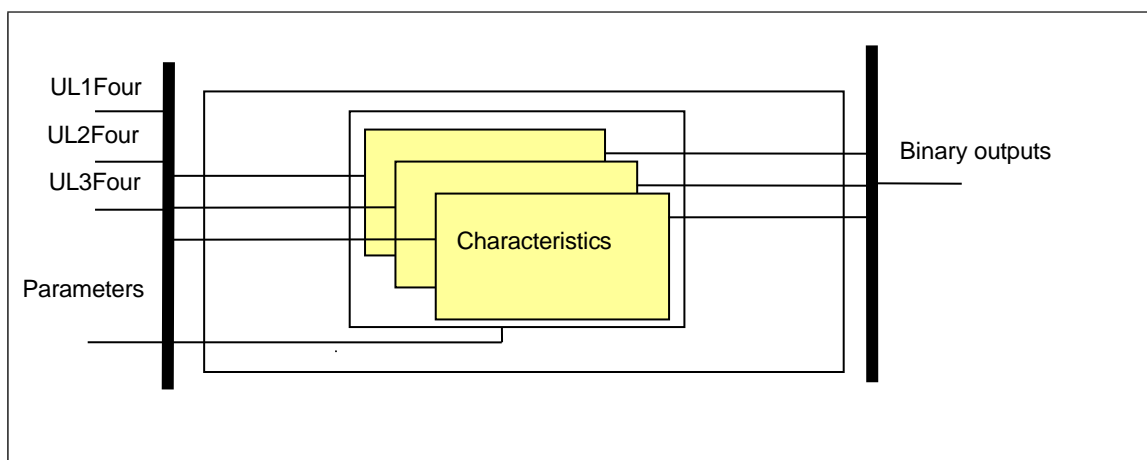 UL1Four
UL2Four
UL3Four
Parameters
Characteristics
Binary outputs